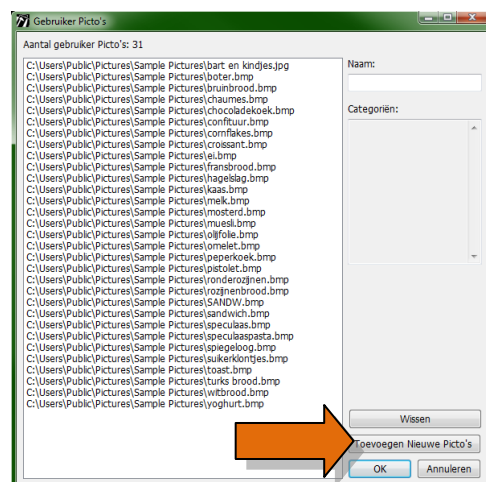 Gebruiker Picto's
Aantal gebruiker Picto's: 31
C:\Users\Public\Pictures\Sample Pictures\bart en kindjes.jpg
C:\Users\Public\Pictures\Sample Pictures\boter.bmp
C:\Users\Public\Pictures\Sample Pictures\bruinbrood.bmp
C:\Users\Public\Pictures\Sample Pictures\chaumes.bmp
C:\Users\Public\Pictures\Sample Pictures\chocoladekoek.bmp
C:\Users\Public\Pictures\Sample Pictures\confituur.bmp
C:\Users\Public\Pictures\Sample Pictures\cornflakes.bmp
C:\Users\Public\Pictures\Sample Pictures\croissant.bmp
C:\Users\Public\Pictures\Sample Pictures\ei.bmp
C:\Users\Public\Pictures\Sample Pictures\fransbrood.bmp
C:\Users\Public\Pictures\Sample Pictures\hagelslag.bmp
C:\Users\Public\Pictures\Sample Pictures\kaas.bmp
C:\Users\Public\Pictures\Sample Pictures\melk.bmp
C:\Users\Public\Pictures\Sample Pictures\mosterd.bmp
C:\Users\Public\Pictures\Sample Pictures\muesli.bmp
C:\Users\Public\Pictures\Sample Pictures\olijfolie.bmp
C:\Users\Public\Pictures\Sample Pictures\omelet.bmp
C:\Users\Public\Pictures\Sample Pictures\peperkoek.bmp
C:\Users\Public\Pictures\Sample Pictures\pistolet.bmp
C:\Users\Public\Pictures\Sample Pictures\ronderozijnen.bmp
C:\Users\Public\Pictures\Sample Pictures\rozijnenbrood.bmp
C:\Users\Public\Pictures\Sample Pictures\SANDW.bmp
C:\Users\Public\Pictures\Sample Pictures\sandwich.bmp
C:\Users\Public\Pictures\Sample Pictures\speculaas.bmp
C:\Users\Public\Pictures\Sample Pictures\speculaaspasta.bmp
C:\Users\Public\Pictures\Sample Pictures\spiegeloog.bmp
C:\Users\Public\Pictures\Sample Pictures\suikerklontjes.bmp
C:\Users\Public\Pictures\Sample Pictures\toast.bmp
C:\Users\Public\Pictures\Sample Pictures\turks brood.bmp
C:\Users\Public\Pictures\Sample Pictures\witbrood.bmp
C:\Users\Public\Pictures\Sample Pictures\yoghurt.bmp
Naam:
Categoriën:
Wissen
Toevoegen Nieuwe Picto's
OK
Annuleren